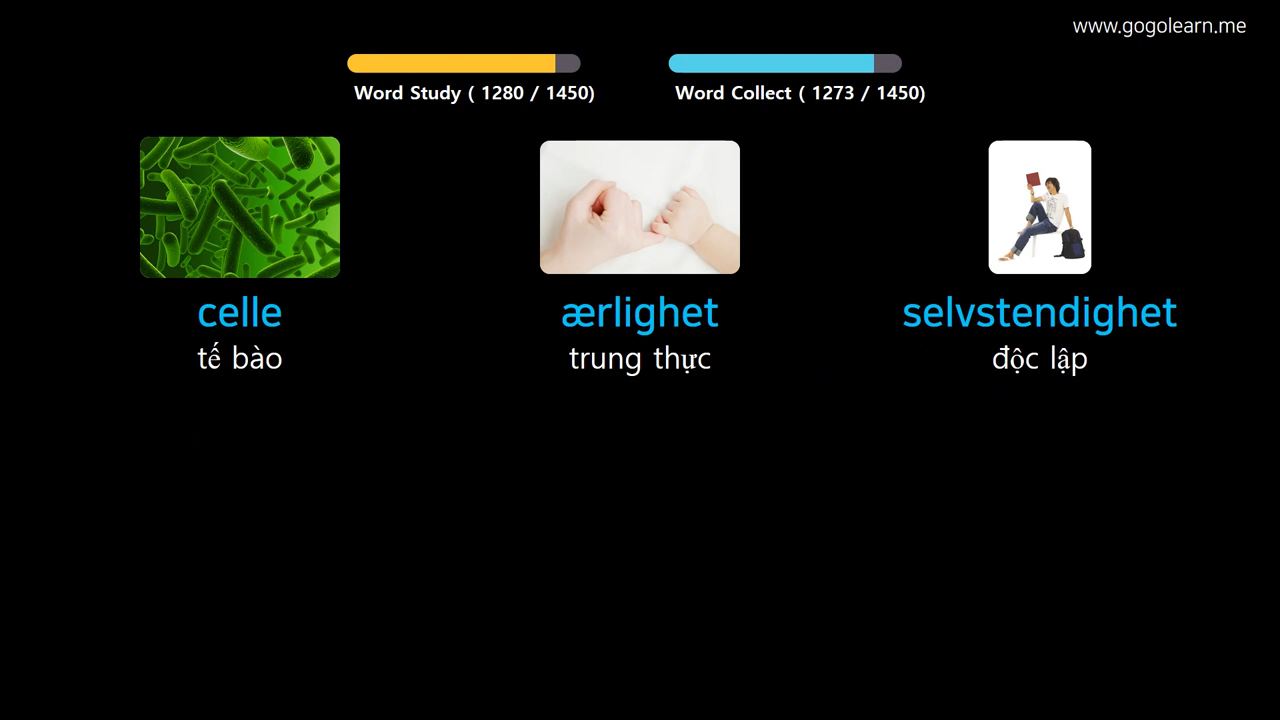 www.gogolearn.me
Word Study ( 1280 / 1450)
Word Collect ( 1273 / 1450)
celle
ærlighet
selvstendighet
tế bào
trung thực
độc lập